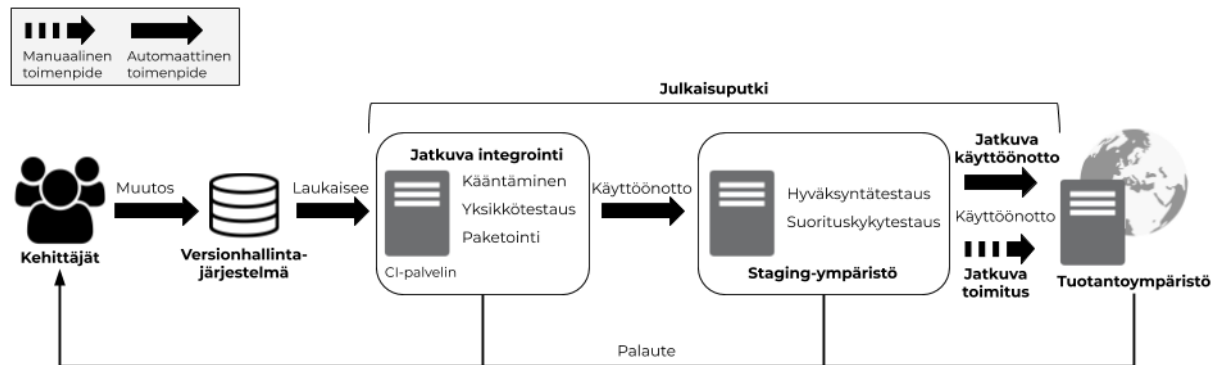 Manuaalinen
toimenpide
Automaattinen
toimenpide
Julkaisuputki
Kehittäjät
Muutos
Versionhallinta-
järjestelmä
Laukaisee
Jatkuva integrointi
Kääntäminen
Yksikkötestaus
Paketointi
CI-palvelin
Käyttöönotto
Hyväksyntätestaus
Suorituskykytestaus
Staging-ympäristö
Jatkuva
käyttöönotto
Käyttöönotto
Jatkuva
toimitus
Tuotantoympäristö
Palaute